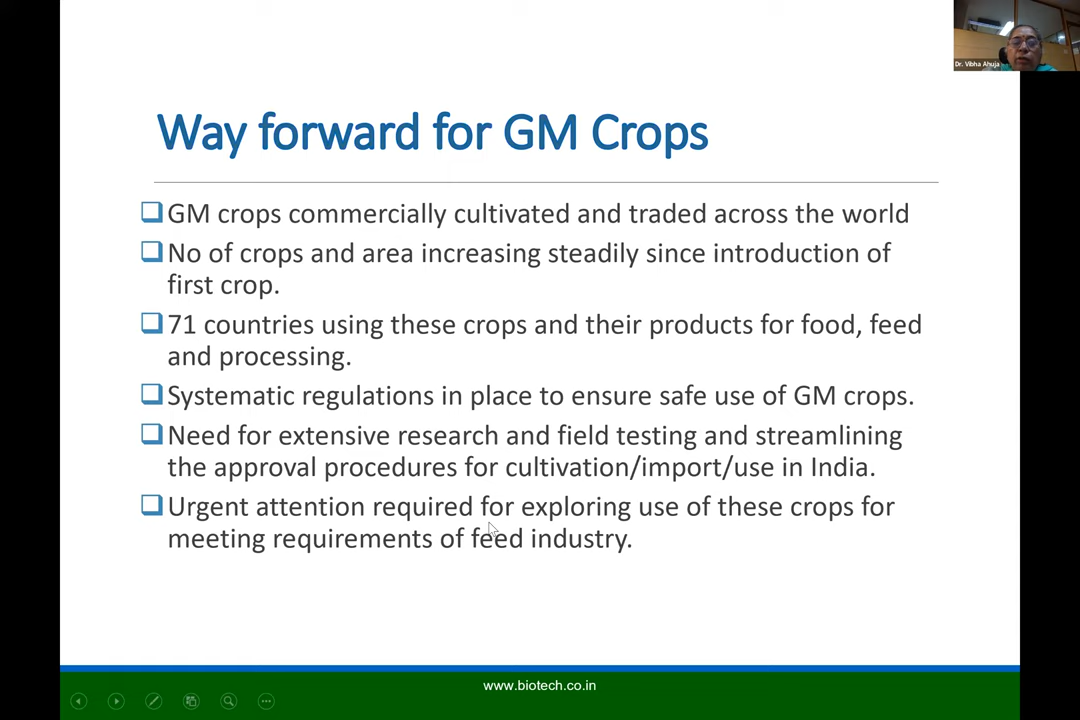 Dr. Vibha Ahuja
Way forward for GM Crops
GM crops commercially cultivated and traded across the world
No of crops and area increasing steadily since introduction of
first crop.
71 countries using these crops and their products for food, feed
and processing.
Systematic regulations in place to ensure safe use of GM crops.
Need for extensive research and field testing and streamlining
the approval procedures for cultivation/import/use in India.
Urgent attention required for exploring use of these crops for
meeting requirements of feed industry.
www.biotech.co.in